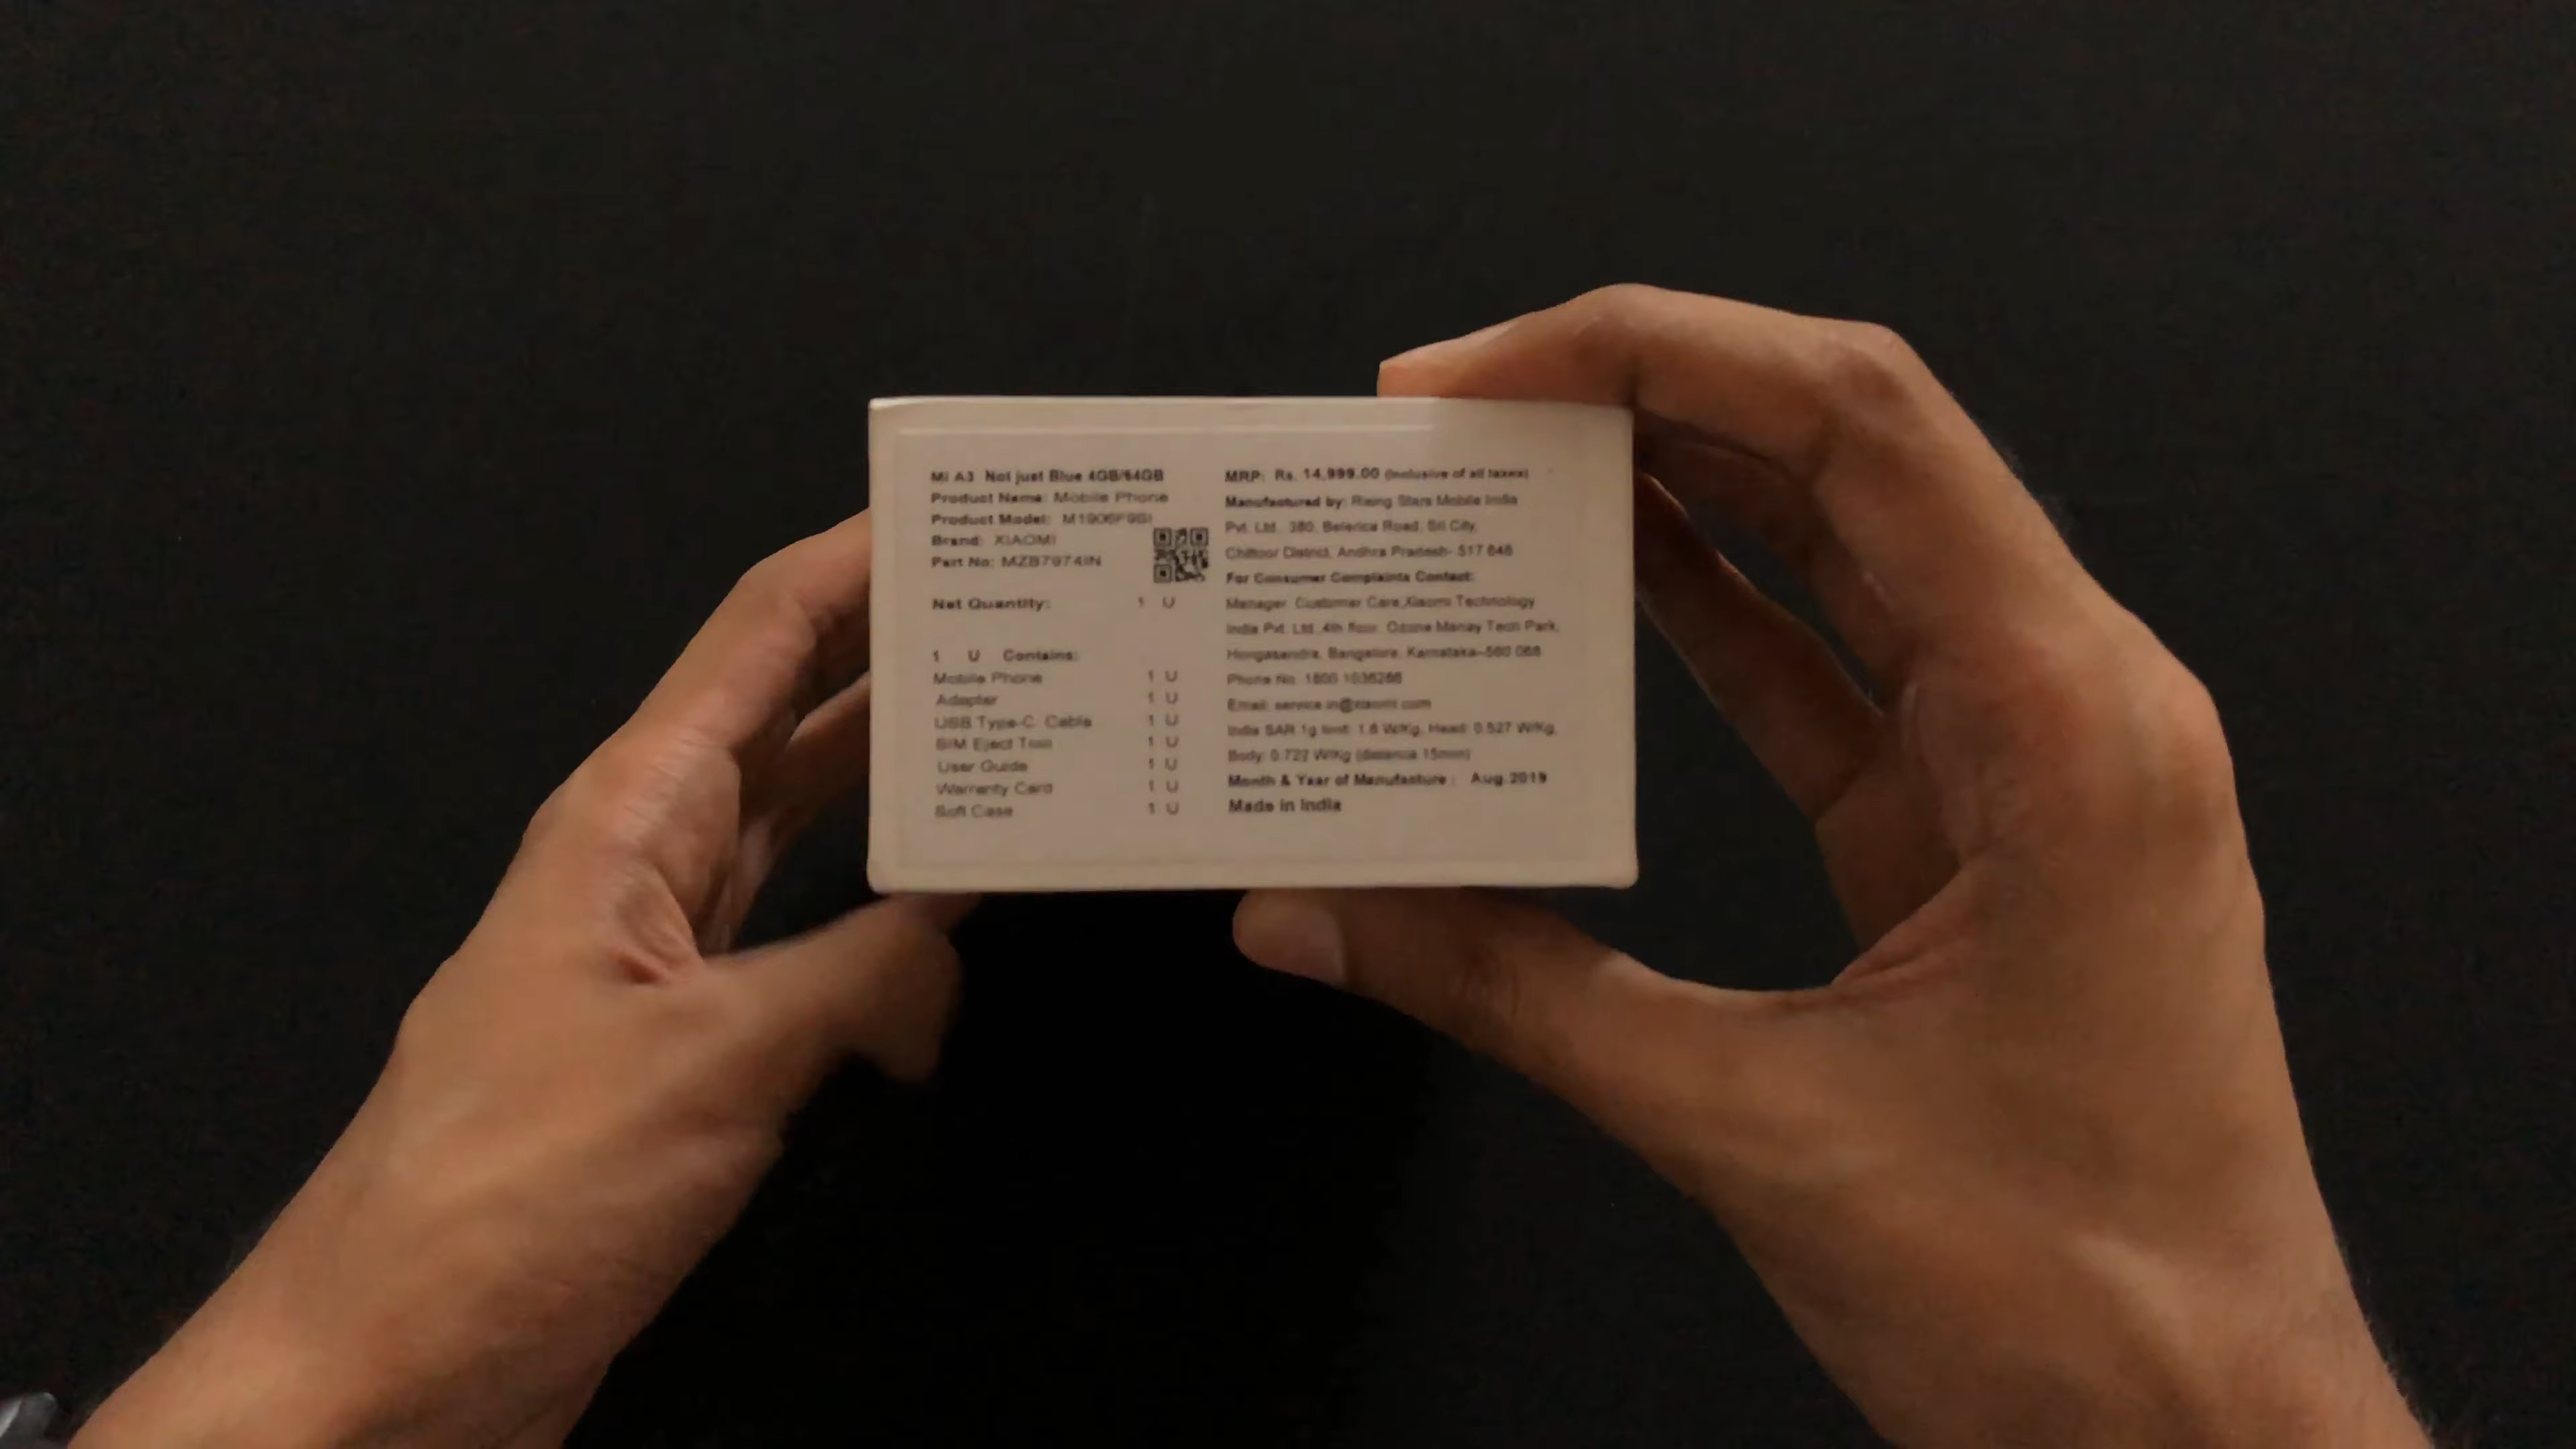 Mi A3 Not just Blue 4GB/64GB
Product Name: Mobile Phone
Product Model: M1906F9SI
Brand: XIAOMI
Part No: MZB7974IN
Net Quantity: 1 U
1 U Contains:
Mobile Phone 1 U
Adapter 1 U
USB Type-C Cable 1 U
SIM Eject Tool 1 U
User Guide 1 U
Warranty Card 1 U
Soft Case 1 U
MRP: Rs. 14,999.00 (Inclusive of all taxes)
Manufactured by: Rising Stars Mobile India
Pvt. Ltd. 380, Belerica Road, Sri City,
Chittoor District, Andhra Pradesh- 517 646
For Consumer Complaints Contact:
Manager Customer Care,Xiaomi Technology
India Pvt. Ltd. 4th floor, Ozone Manay Tech Park,
Hongasandra, Bangalore, Karnataka-560 068
Phone No: 1800 1036286
Email: service.in@xiaomi.com
India SAR 1g limit: 1.6 W/Kg, Head: 0.527 W/Kg,
Body: 0.722 W/Kg (distance 15mm)
Month & Year of Manufacture : Aug.2019
Made in India